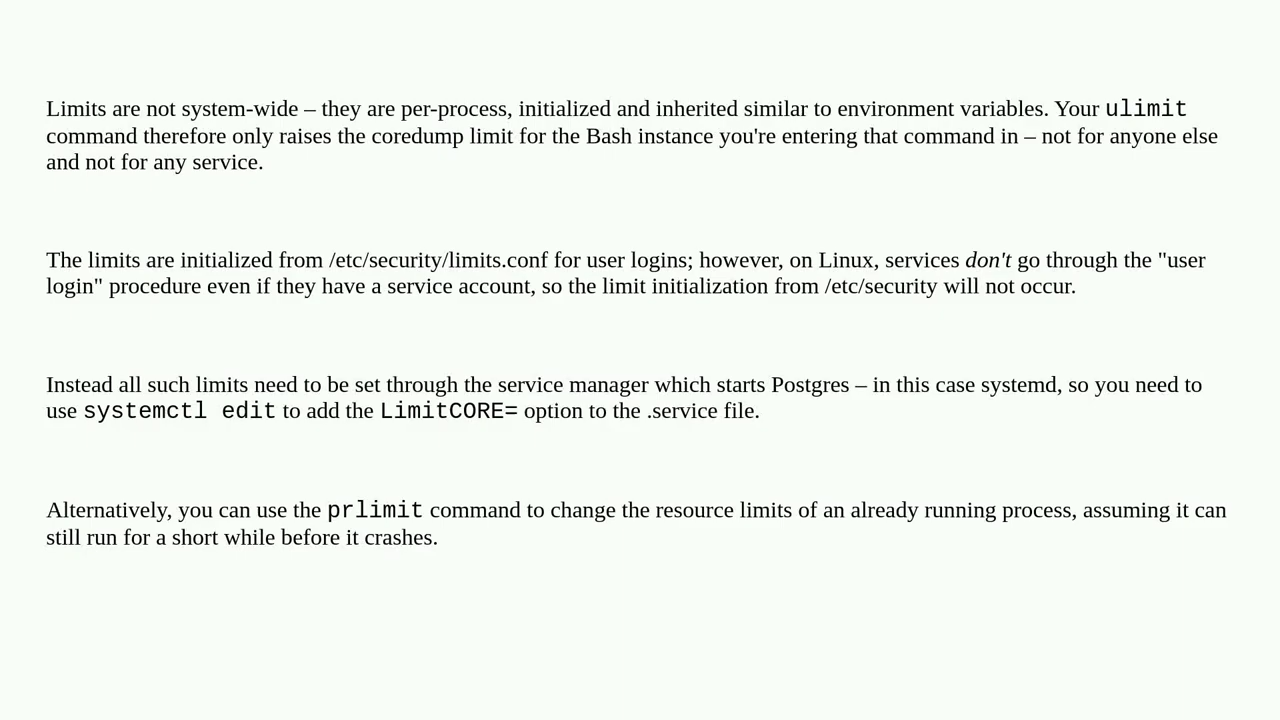 Limits are not system-wide – they are per-process, initialized and inherited similar to environment variables. Your ulimit
command therefore only raises the coredump limit for the Bash instance you're entering that command in – not for anyone else
and not for any service.
The limits are initialized from /etc/security/limits.conf for user logins; however, on Linux, services don't go through the "user
login" procedure even if they have a service account, so the limit initialization from /etc/security will not occur.
Instead all such limits need to be set through the service manager which starts Postgres – in this case systemd, so you need to
use systemctl edit to add the LimitCORE= option to the .service file.
Alternatively, you can use the prlimit command to change the resource limits of an already running process, assuming it can
still run for a short while before it crashes.